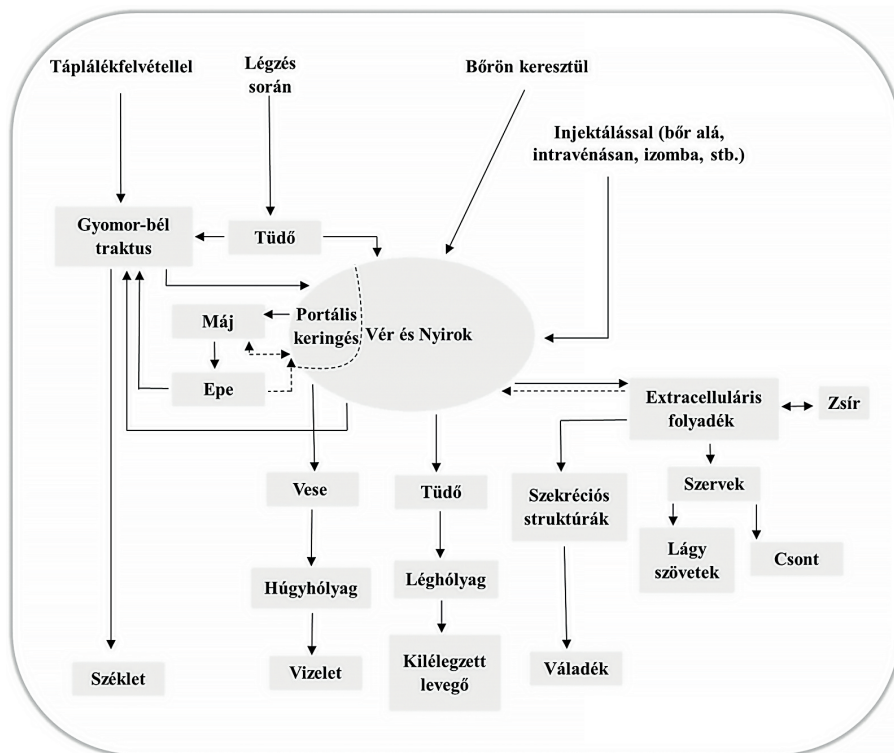 Táplálékfelvétellel
Légzés
során
Bőrön keresztül
Injektálással (bőr alá,
intravénásan, izomba, stb.)
Gyomor-bél
traktus
Tüdő
Máj
Portális
keringés
Vér és Nyirok
Epe
Extracelluláris
folyadék
Zsír
Vese
Tüdő
Szekréciós
struktúrák
Szervek
Lágy
szövetek
Csont
Húgyhólyag
Léghólyag
Széklet
Vizelet
Kilélegzett
levegő
Váladék